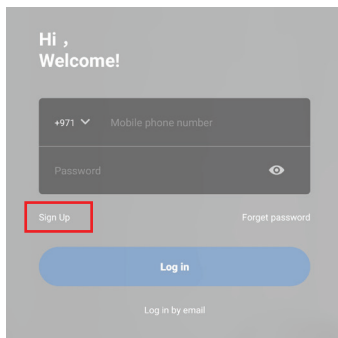 Hi ,
Welcome!
+971 Mobile phone number
Password
Sign Up Forget password
Log in
Log in by email